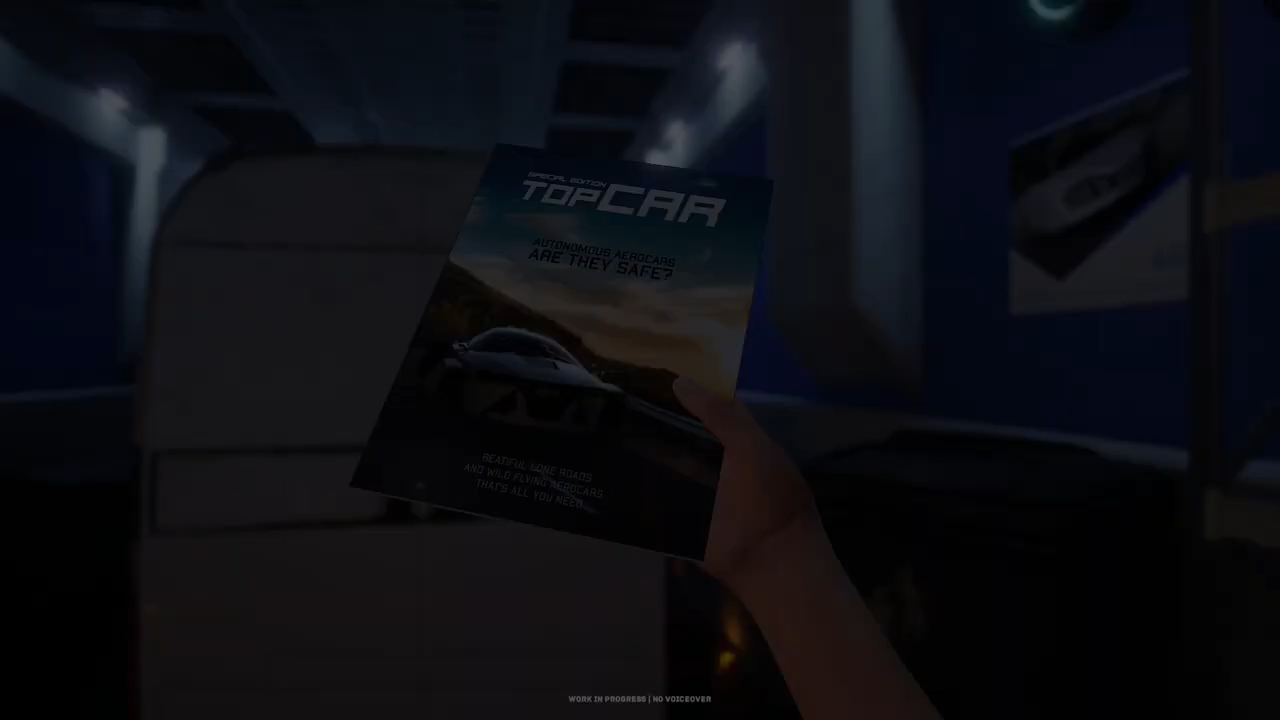 SPECIAL EDITION
TOPCAR
AUTONOMOUS AEROCARS
ARE THEY SAFE?
BEATIFUL LONE ROADS
AND WILD FLYING AEROCARS
THAT'S ALL YOU NEED
WORK IN PROGRESS | NO VOICEOVER